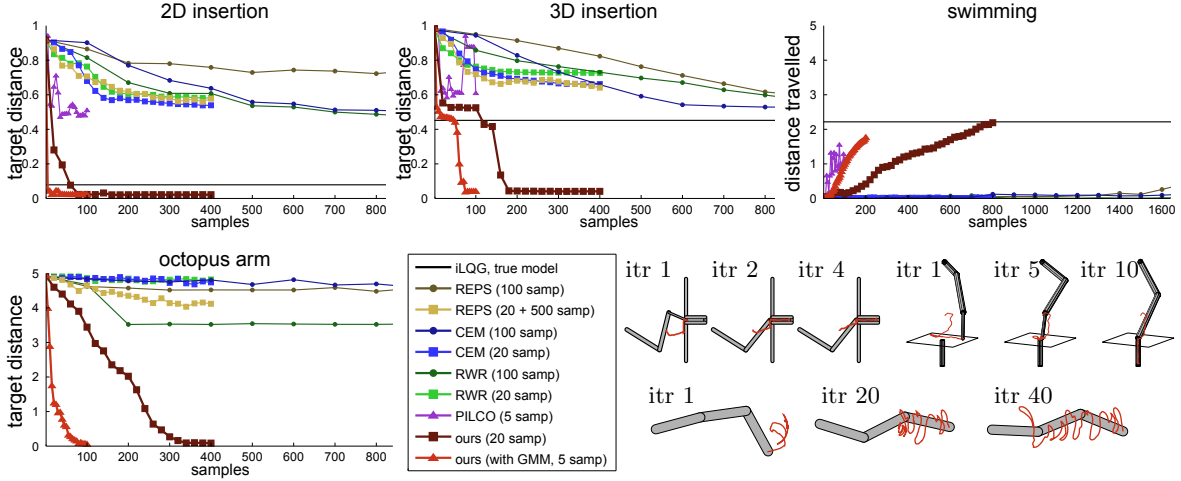 2D insertion
target distance
1
0.8
0.6
0.4
0.2
0
100 200 300 400 500 600 700 800
samples
3D insertion
target distance
1
0.8
0.6
0.4
0.2
0
100 200 300 400 500 600 700 800
samples
swimming
distance travelled
5
4
3
2
1
0
200 400 600 800 1000 1200 1400 1600
samples
octopus arm
target distance
5
4
3
2
1
0
100 200 300 400 500 600 700 800
samples
iLQG, true model
REPS (100 samp)
REPS (20 + 500 samp)
CEM (100 samp)
CEM (20 samp)
RWR (100 samp)
RWR (20 samp)
PILCO (5 samp)
ours (20 samp)
ours (with GMM, 5 samp)
itr 1 itr 2 itr 4 itr 1 itr 5 itr 10
itr 1 itr 20 itr 40